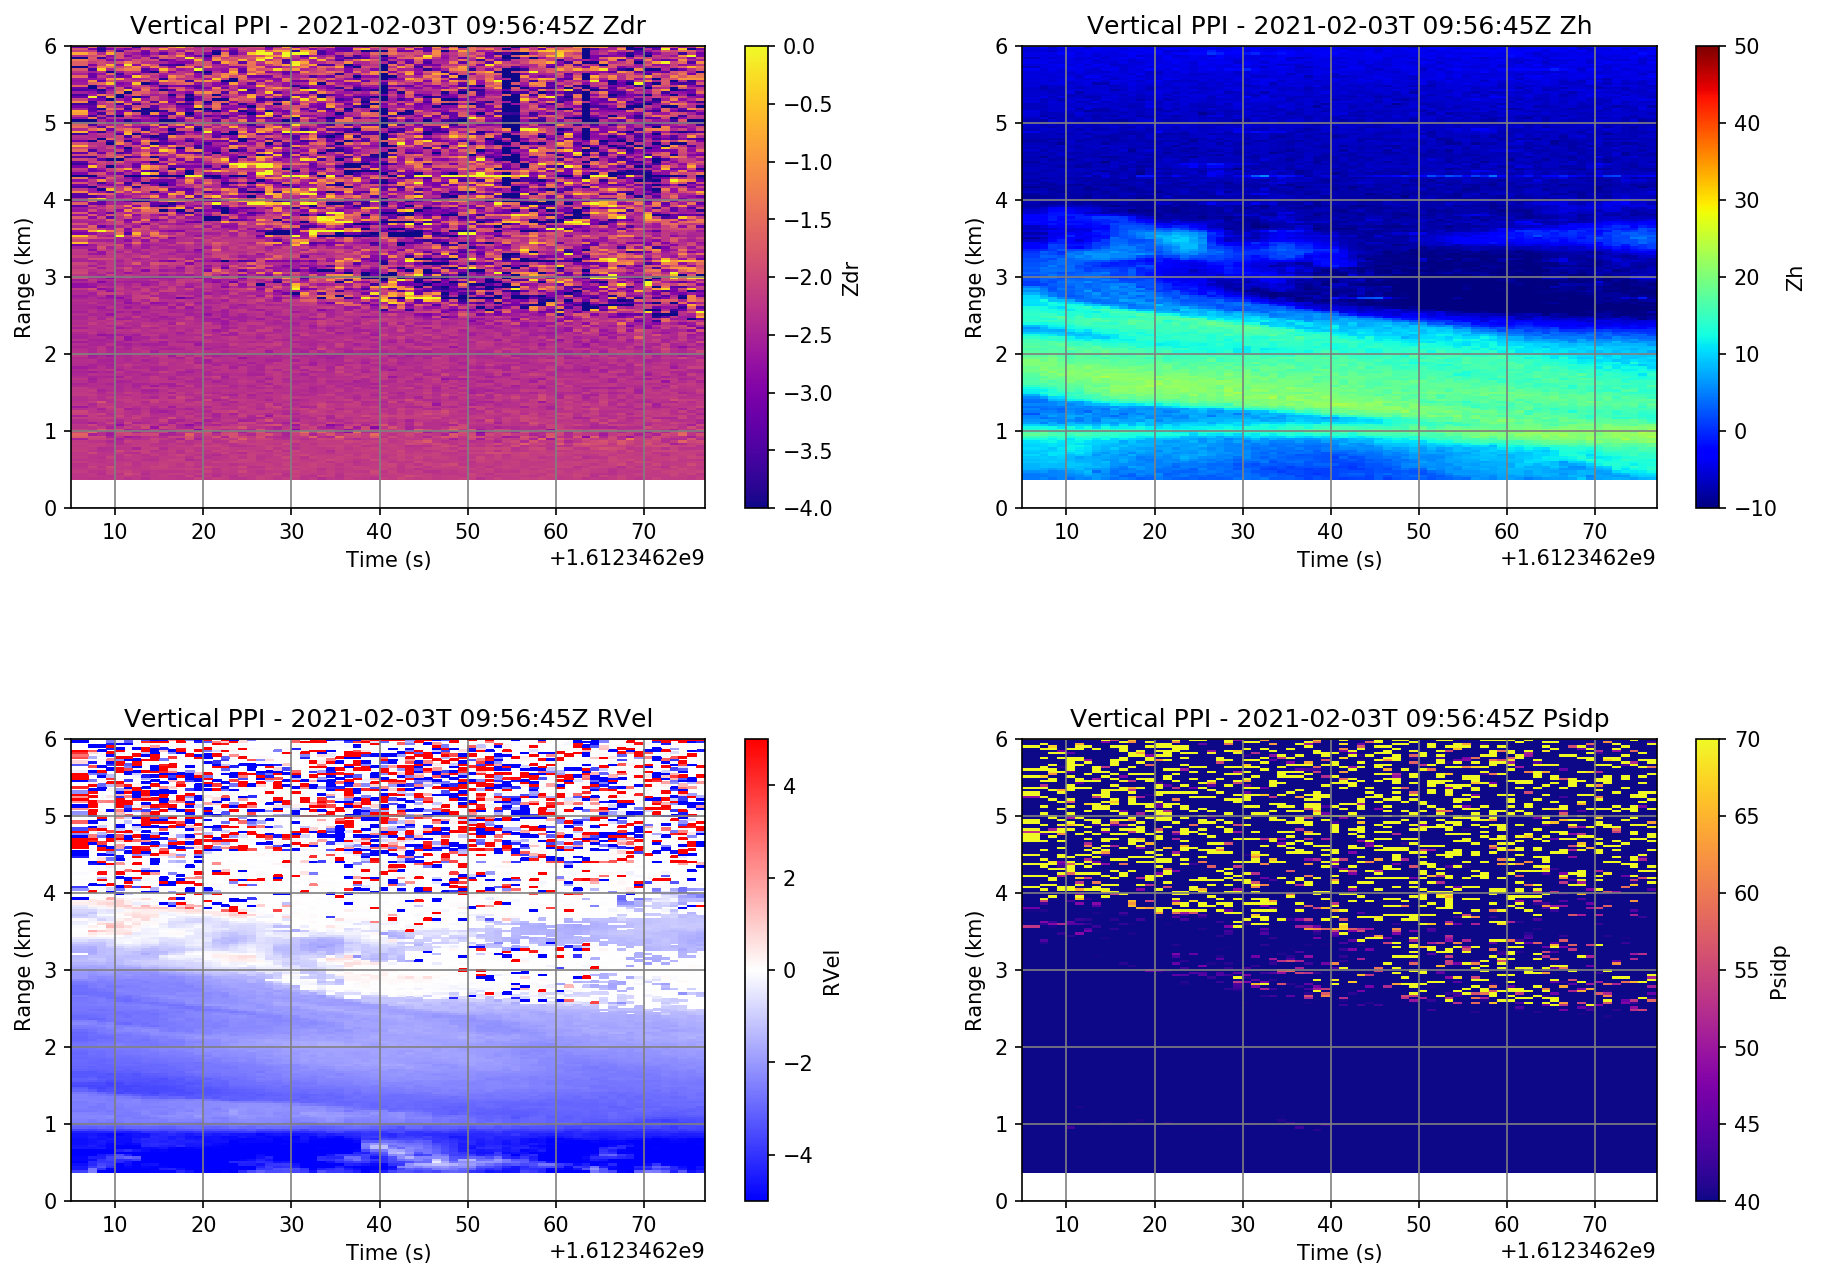 Vertical PPI - 2021-02-03T 09:56:45Z Zdr
6
5
4
3
2
1
0
Range (km)
10 20 30 40 50 60 70
Time (s)
+1.6123462e9
0.0
−0.5
−1.0
−1.5
−2.0
−2.5
−3.0
−3.5
−4.0
Zdr
Vertical PPI - 2021-02-03T 09:56:45Z Zh
6
5
4
3
2
1
0
Range (km)
10 20 30 40 50 60 70
Time (s)
+1.6123462e9
50
40
30
20
10
0
−10
Zh
Vertical PPI - 2021-02-03T 09:56:45Z RVel
6
5
4
3
2
1
0
Range (km)
10 20 30 40 50 60 70
Time (s)
+1.6123462e9
4
2
0
−2
−4
RVel
Vertical PPI - 2021-02-03T 09:56:45Z Psidp
6
5
4
3
2
1
0
Range (km)
10 20 30 40 50 60 70
Time (s)
+1.6123462e9
70
65
60
55
50
45
40
Psidp